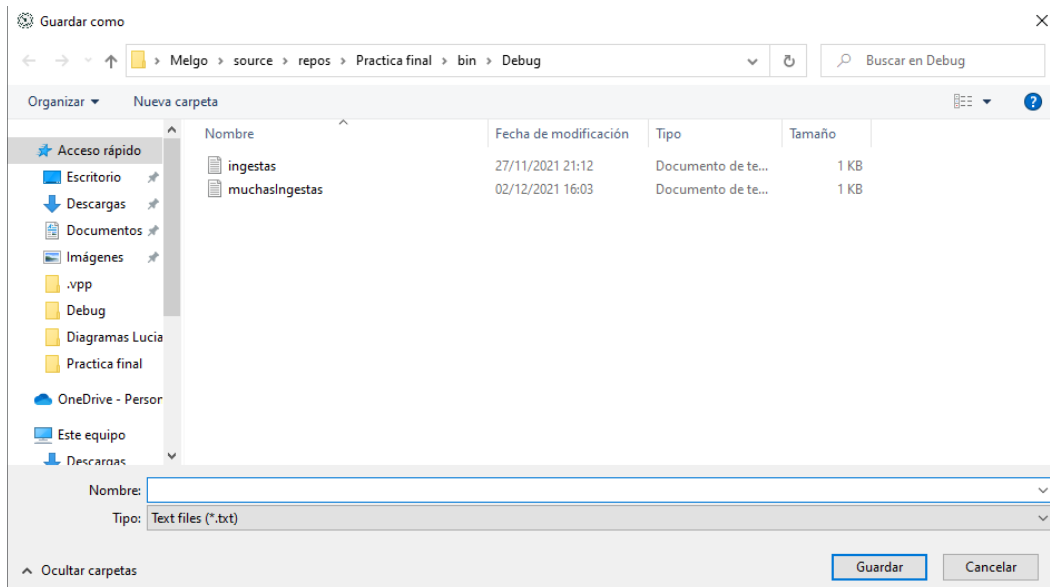 Guardar como
Melgo > source > repos > Practica final > bin > Debug
Buscar en Debug
Organizar
Nueva carpeta
Nombre Fecha de modificación Tipo Tamaño
ingestas 27/11/2021 21:12 Documento de te... 1 KB
muchasIngestas 02/12/2021 16:03 Documento de te... 1 KB
Acceso rápido
Escritorio
Descargas
Documentos
Imágenes
.vpp
Debug
Diagramas Lucia
Practica final
OneDrive - Person
Este equipo
Descargas
Nombre:
Tipo: Text files (*.txt)
Ocultar carpetas
Guardar
Cancelar